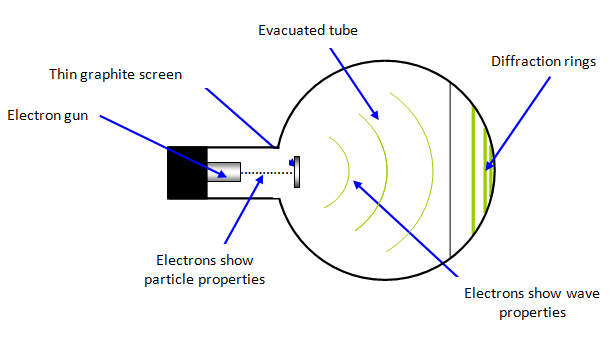 Evacuated tube
Diffraction rings
Thin graphite screen
Electron gun
Electrons show
particle properties
Electrons show wave
properties